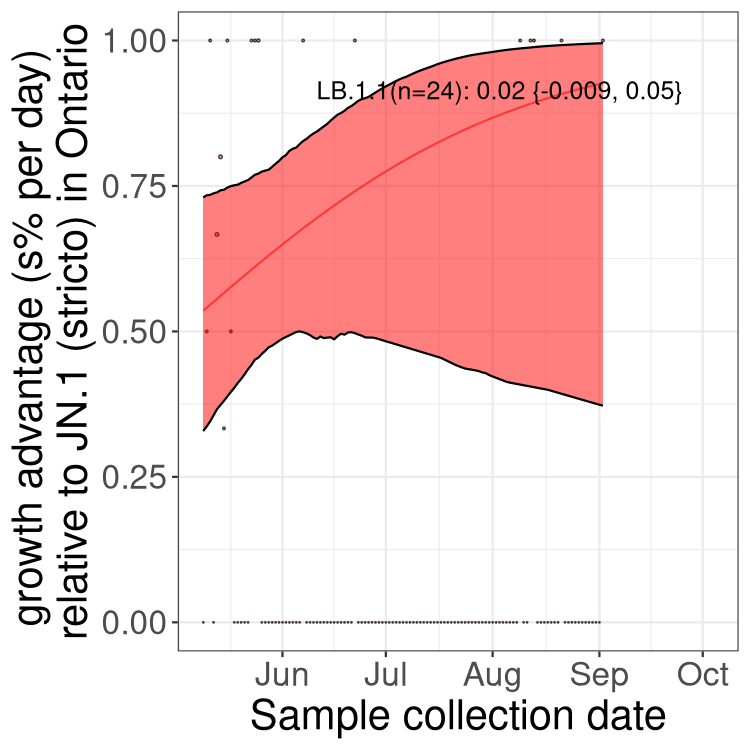 growth advantage (s% per day)
relative to JN.1 (stricto) in Ontario
1.00
0.75
0.50
0.25
0.00
LB.1.1(n=24): 0.02 {-0.009, 0.05}
Jun Jul Aug Sep Oct
Sample collection date